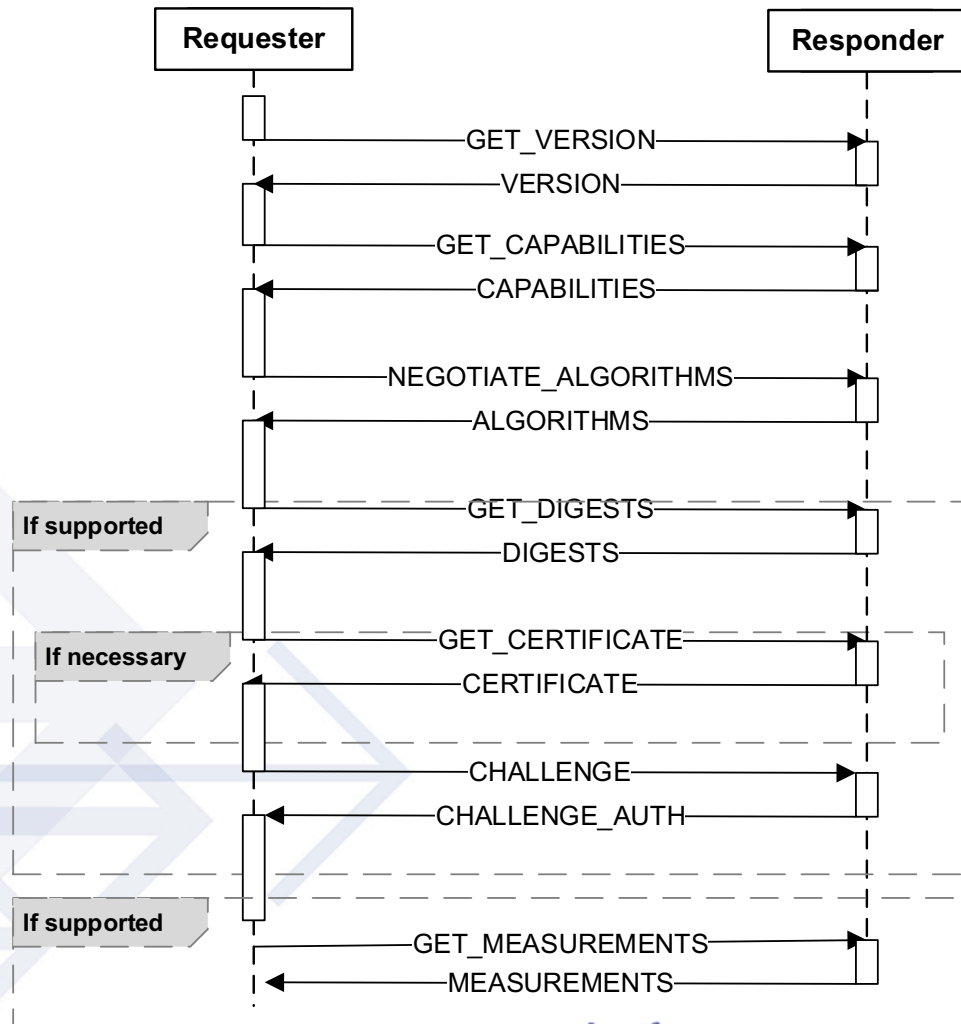 Requester
Responder
GET_VERSION
VERSION
GET_CAPABILITIES
CAPABILITIES
NEGOTIATE_ALGORITHMS
ALGORITHMS
If supported
GET_DIGESTS
DIGESTS
If necessary
GET_CERTIFICATE
CERTIFICATE
CHALLENGE
CHALLENGE_AUTH
If supported
GET_MEASUREMENTS
MEASUREMENTS